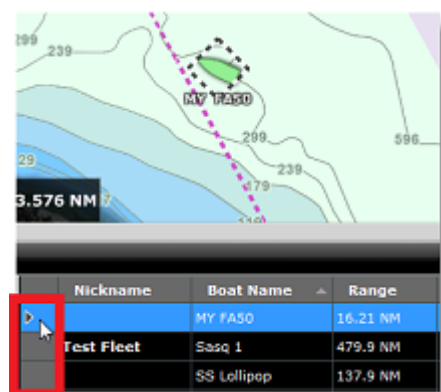 299
239
MY FA50
299
596
239
29
179
3.576 NM
Nickname Boat Name Range
MY FA50 16.21 NM
Test Fleet Sasq 1 479.9 NM
SS Lollipop 137.9 NM